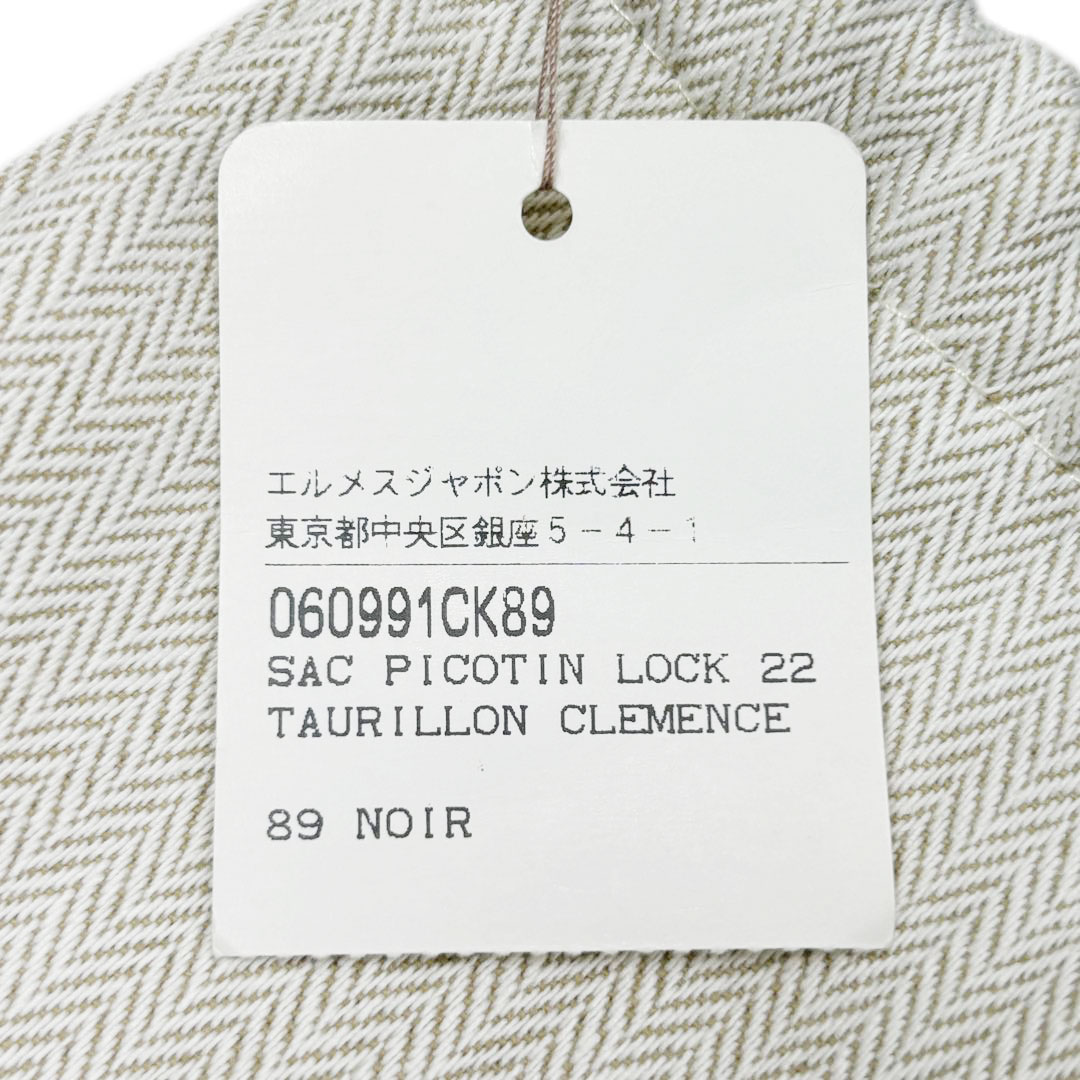 エルメスジャポン株式会社
東京都中央区銀座5-4-1
060991CK89
SAC PICOTIN LOCK 22
TAURILLON CLEMENCE
89 NOIR